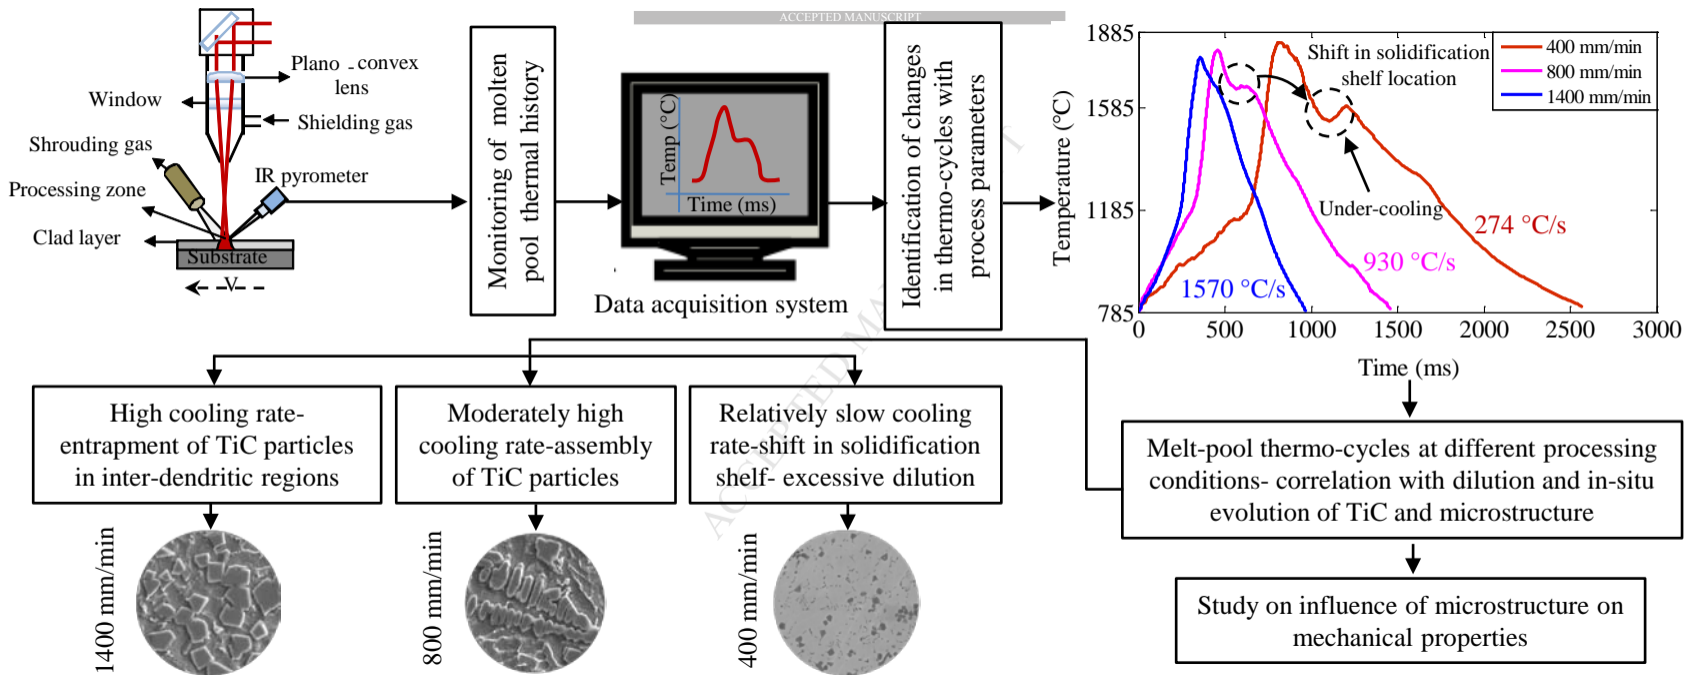 ACCEPTED MANUSCRIPT
Plano - convex
lens
Window
Shielding gas
Shrouding gas
IR pyrometer
Processing zone
Clad layer
Substrate
V
Monitoring of molten
pool thermal history
Temp (°C)
Time (ms)
Data acquisition system
Identification of changes
in thermo-cycles with
process parameters
Temperature (°C)
1885
1585
1185
785
0
500
1000
1500
2000
2500
3000
Time (ms)
Shift in solidification
shelf location
400 mm/min
800 mm/min
1400 mm/min
Under-cooling
274 °C/s
930 °C/s
1570 °C/s
ACCEPTED MANUSCRIPT
High cooling rate-
entrapment of TiC particles
in inter-dendritic regions
Moderately high
cooling rate-assembly
of TiC particles
Relatively slow cooling
rate-shift in solidification
shelf- excessive dilution
Melt-pool thermo-cycles at different processing
conditions- correlation with dilution and in-situ
evolution of TiC and microstructure
1400 mm/min
800 mm/min
400 mm/min
Study on influence of microstructure on
mechanical properties